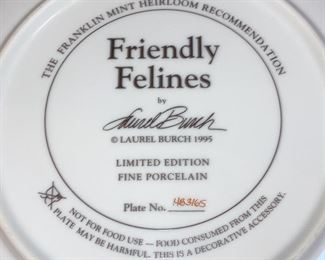 THE FRANKLIN MINT HEIRLOOM RECOMMENDATION
Friendly
Felines
by
Laurel Burch
© LAUREL BURCH 1995
LIMITED EDITION
FINE PORCELAIN
Plate No. HB3165
NOT FOR FOOD USE — FOOD CONSUMED FROM THIS
PLATE MAY BE HARMFUL. THIS IS A DECORATIVE ACCESSORY.